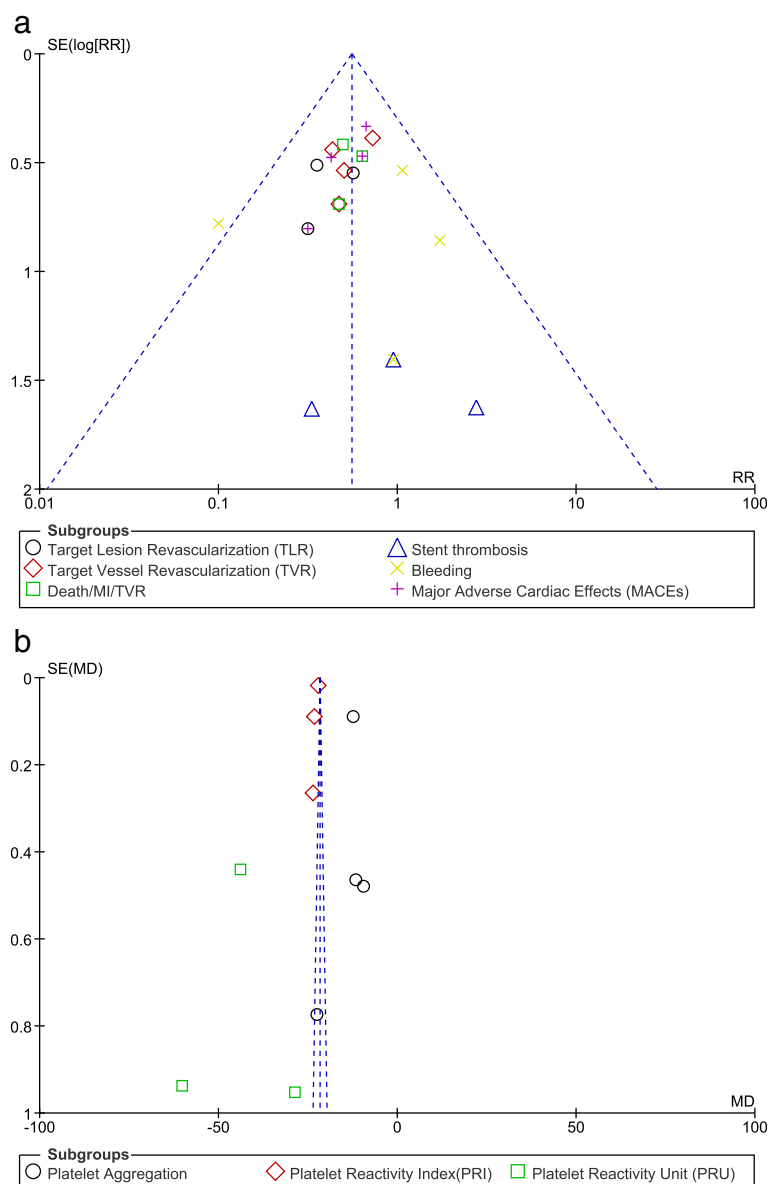 a
SE(log[RR])
0
0.5
1
1.5
2
RR
0.01 0.1 1 10 100
Subgroups
Target Lesion Revascularization (TLR) Stent thrombosis
Target Vessel Revascularization (TVR) Bleeding
Death/MI/TVR Major Adverse Cardiac Effects (MACEs)
b
SE(MD)
0
0.2
0.4
0.6
0.8
1
MD
-100 -50 0 50 100
Subgroups
Platelet Aggregation Platelet Reactivity Index(PRI) Platelet Reactivity Unit (PRU)